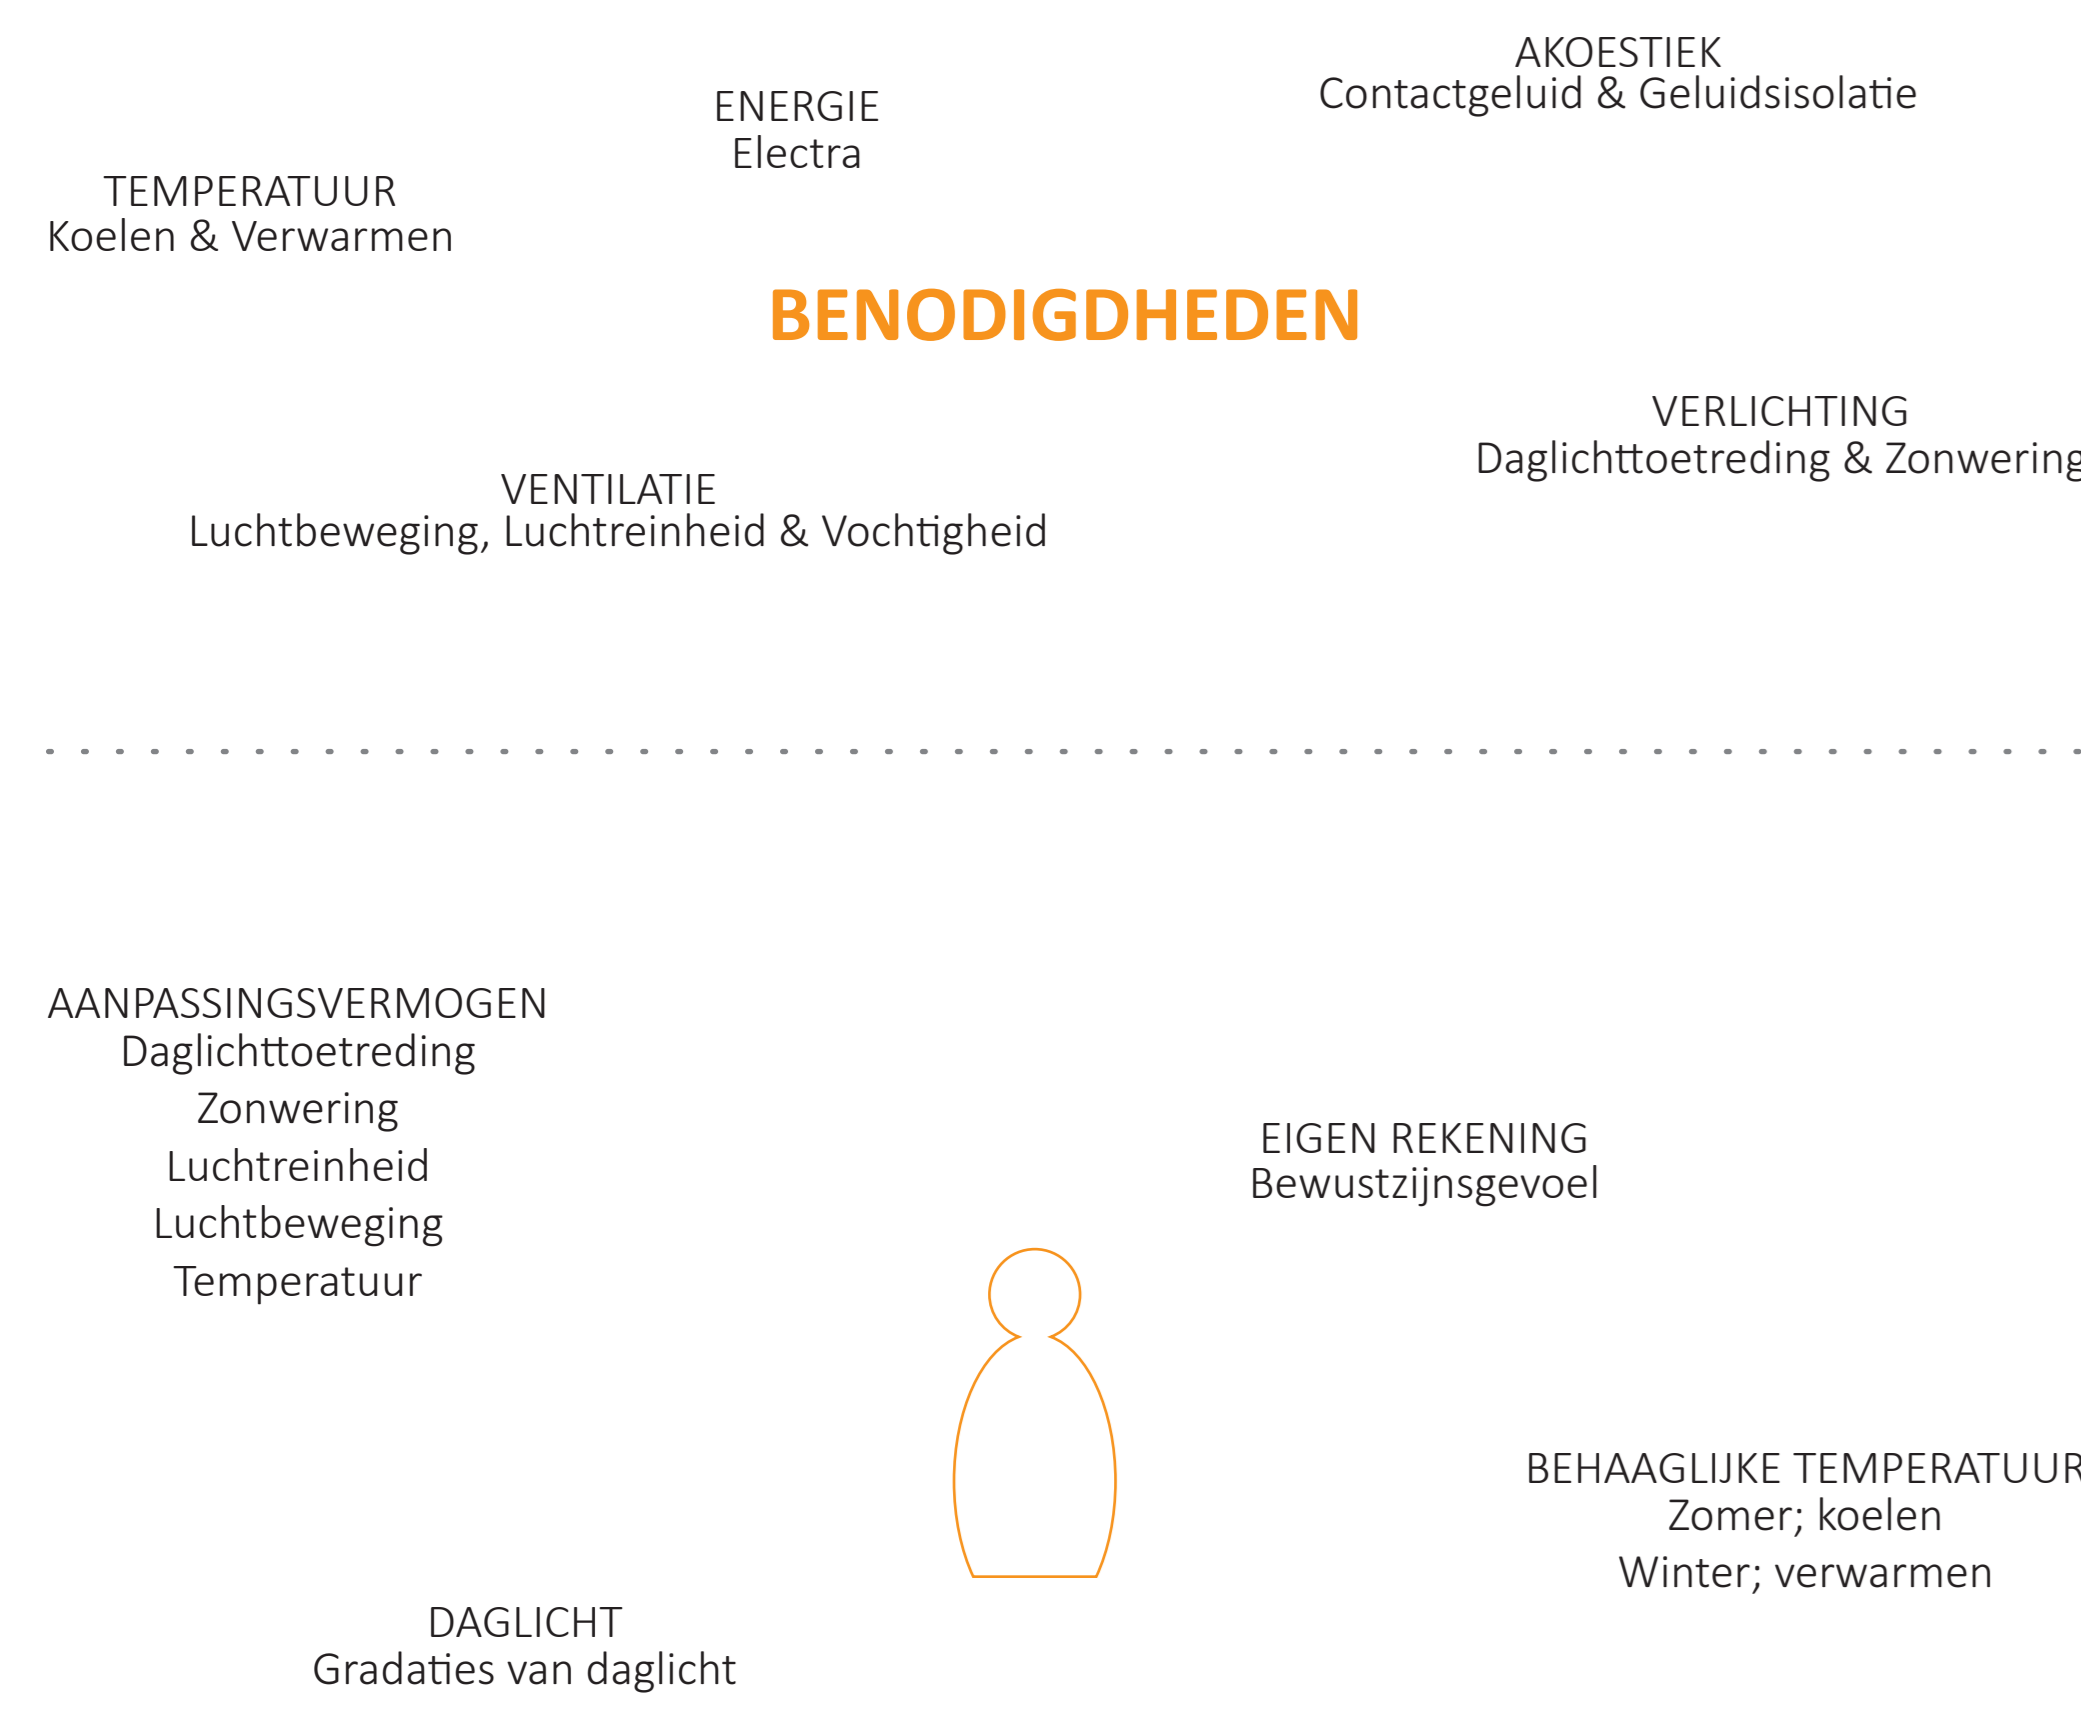 AKOESTIEK
Contactgeluid & Geluidsisolatie
ENERGIE
Electra
TEMPERATUUR
Koelen & Verwarmen
BENODIGDHEDEN
VERLICHTING
Daglichttoetreding & Zonwering
VENTILATIE
Luchtbeweging, Luchtreinheid & Vochtigheid
AANPASSINGSVERMOGEN
Daglichttoetreding
Zonwering
Luchtreinheid
Luchtbeweging
Temperatuur
EIGEN REKENING
Bewustzijnsgevoel
BEHAAGLIJKE TEMPERATUUR
Zomer; koelen
Winter; verwarmen
DAGLICHT
Gradaties van daglicht